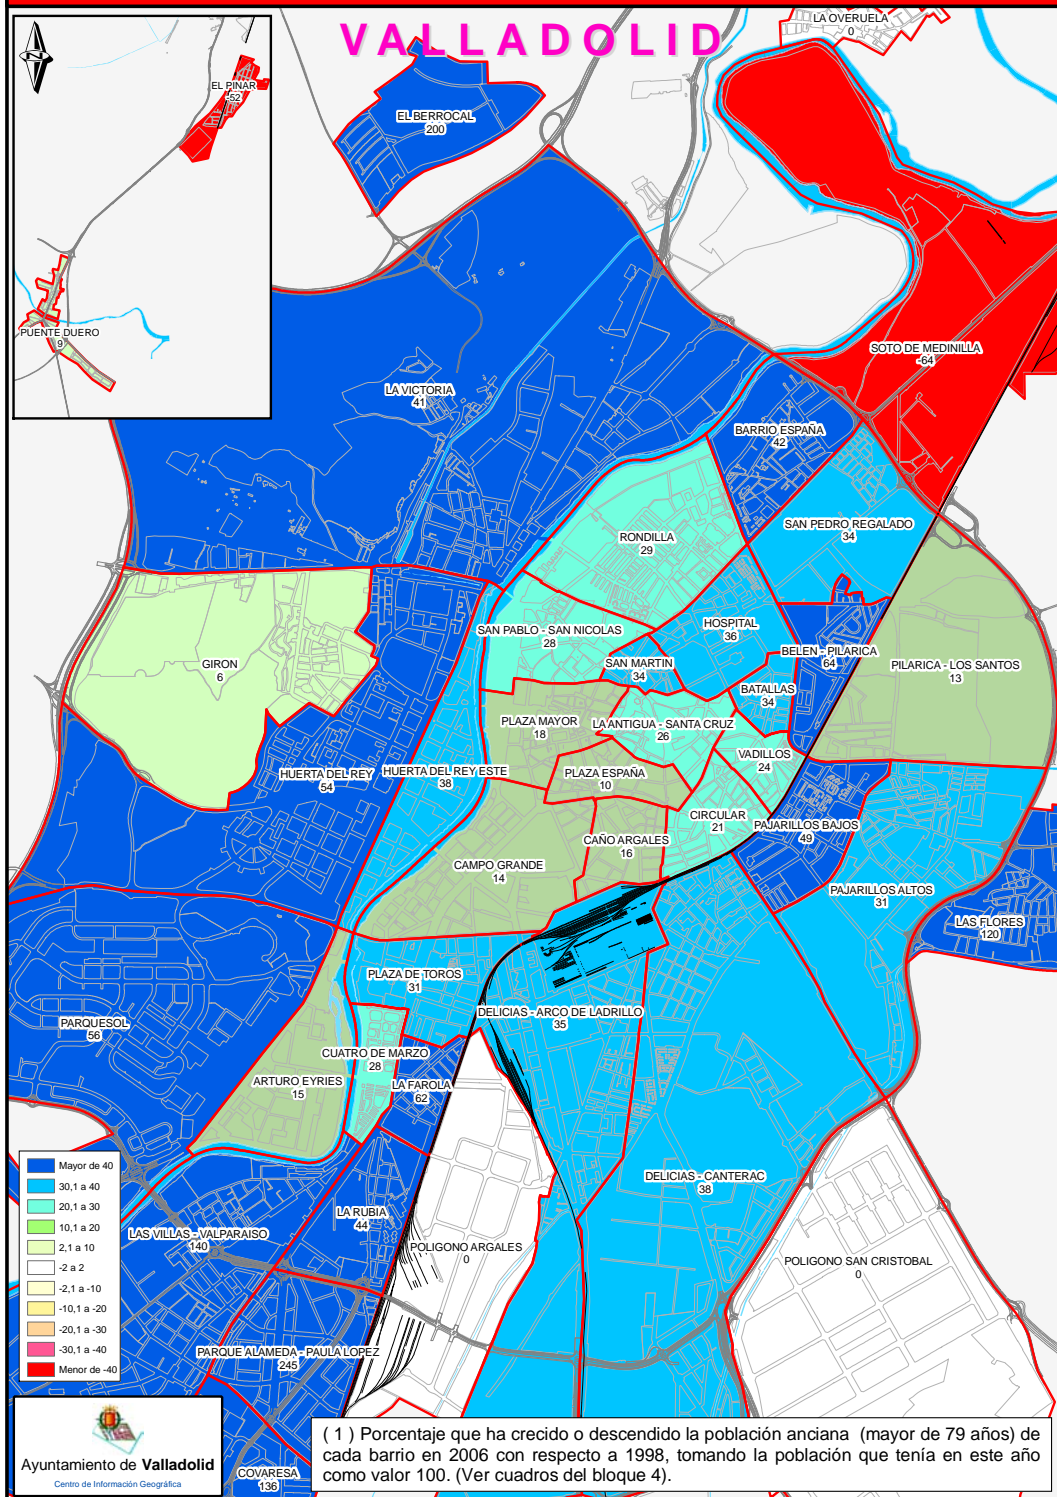 VALLADOLID
LA OVERUELA
0
EL PINAR
-52
EL BERROCAL
200
PUENTE DUERO
9
SOTO DE MEDINILLA
-64
LA VICTORIA
41
BARRIO ESPAÑA
42
SAN PEDRO REGALADO
34
RONDILLA
29
HOSPITAL
36
SAN PABLO - SAN NICOLAS
28
BELEN - PILARICA
64
GIRON
6
SAN MARTIN
34
PILARICA - LOS SANTOS
13
BATALLAS
34
PLAZA MAYOR
18
LA ANTIGUA - SANTA CRUZ
26
VADILLOS
24
HUERTA DEL REY
54
HUERTA DEL REY ESTE
38
PLAZA ESPAÑA
10
CIRCULAR
21
PAJARILLOS BAJOS
49
CAÑO ARGALES
16
CAMPO GRANDE
14
PAJARILLOS ALTOS
31
LAS FLORES
120
PLAZA DE TOROS
31
DELICIAS - ARCO DE LADRILLO
35
PARQUESOL
56
CUATRO DE MARZO
28
ARTURO EYRIES
15
LA FAROLA
62
DELICIAS - CANTERAC
38
LA RUBIA
44
LAS VILLAS - VALPARAISO
140
POLIGONO ARGALES
0
POLIGONO SAN CRISTOBAL
0
PARQUE ALAMEDA - PAULA LOPEZ
245
COVARESA
136
Mayor de 40
30,1 a 40
20,1 a 30
10,1 a 20
2,1 a 10
-2 a 2
-2,1 a -10
-10,1 a -20
-20,1 a -30
-30,1 a -40
Menor de -40
Ayuntamiento de Valladolid
Centro de Información Geográfica
( 1 ) Porcentaje que ha crecido o descendido la población anciana (mayor de 79 años) de
cada barrio en 2006 con respecto a 1998, tomando la población que tenía en este año
como valor 100. (Ver cuadros del bloque 4).